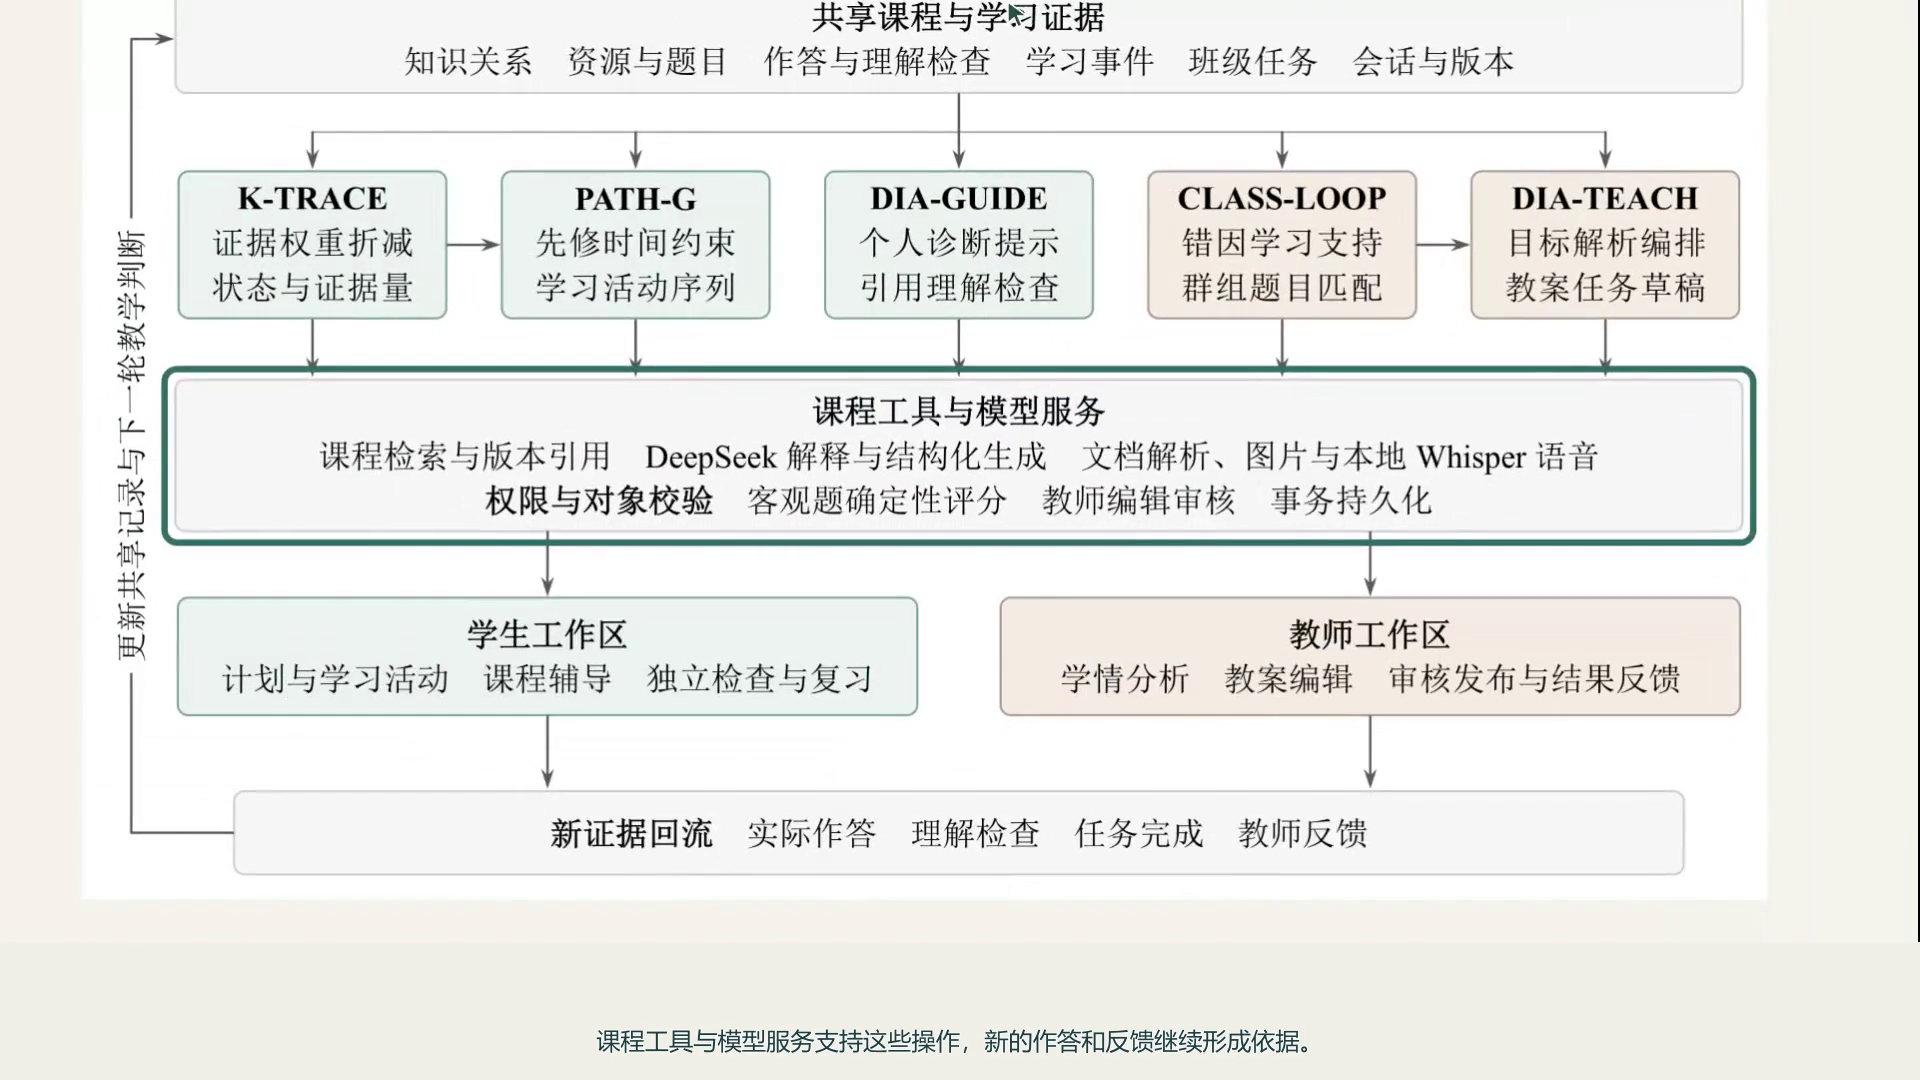 共享课程与学习证据
知识关系 资源与题目 作答与理解检查 学习事件 班级任务 会话与版本
K-TRACE
证据权重折减
状态与证据量
PATH-G
先修时间约束
学习活动序列
DIA-GUIDE
个人诊断提示
引用理解检查
CLASS-LOOP
错因学习支持
群组题目匹配
DIA-TEACH
目标解析编排
教案任务草稿
更新共享记录与下一轮教学判断
课程工具与模型服务
课程检索与版本引用 DeepSeek 解释与结构化生成 文档解析、图片与本地 Whisper 语音
权限与对象校验 客观题确定性评分 教师编辑审核 事务持久化
学生工作区
计划与学习活动 课程辅导 独立检查与复习
教师工作区
学情分析 教案编辑 审核发布与结果反馈
新证据回流 实际作答 理解检查 任务完成 教师反馈
课程工具与模型服务支持这些操作，新的作答和反馈继续形成依据。